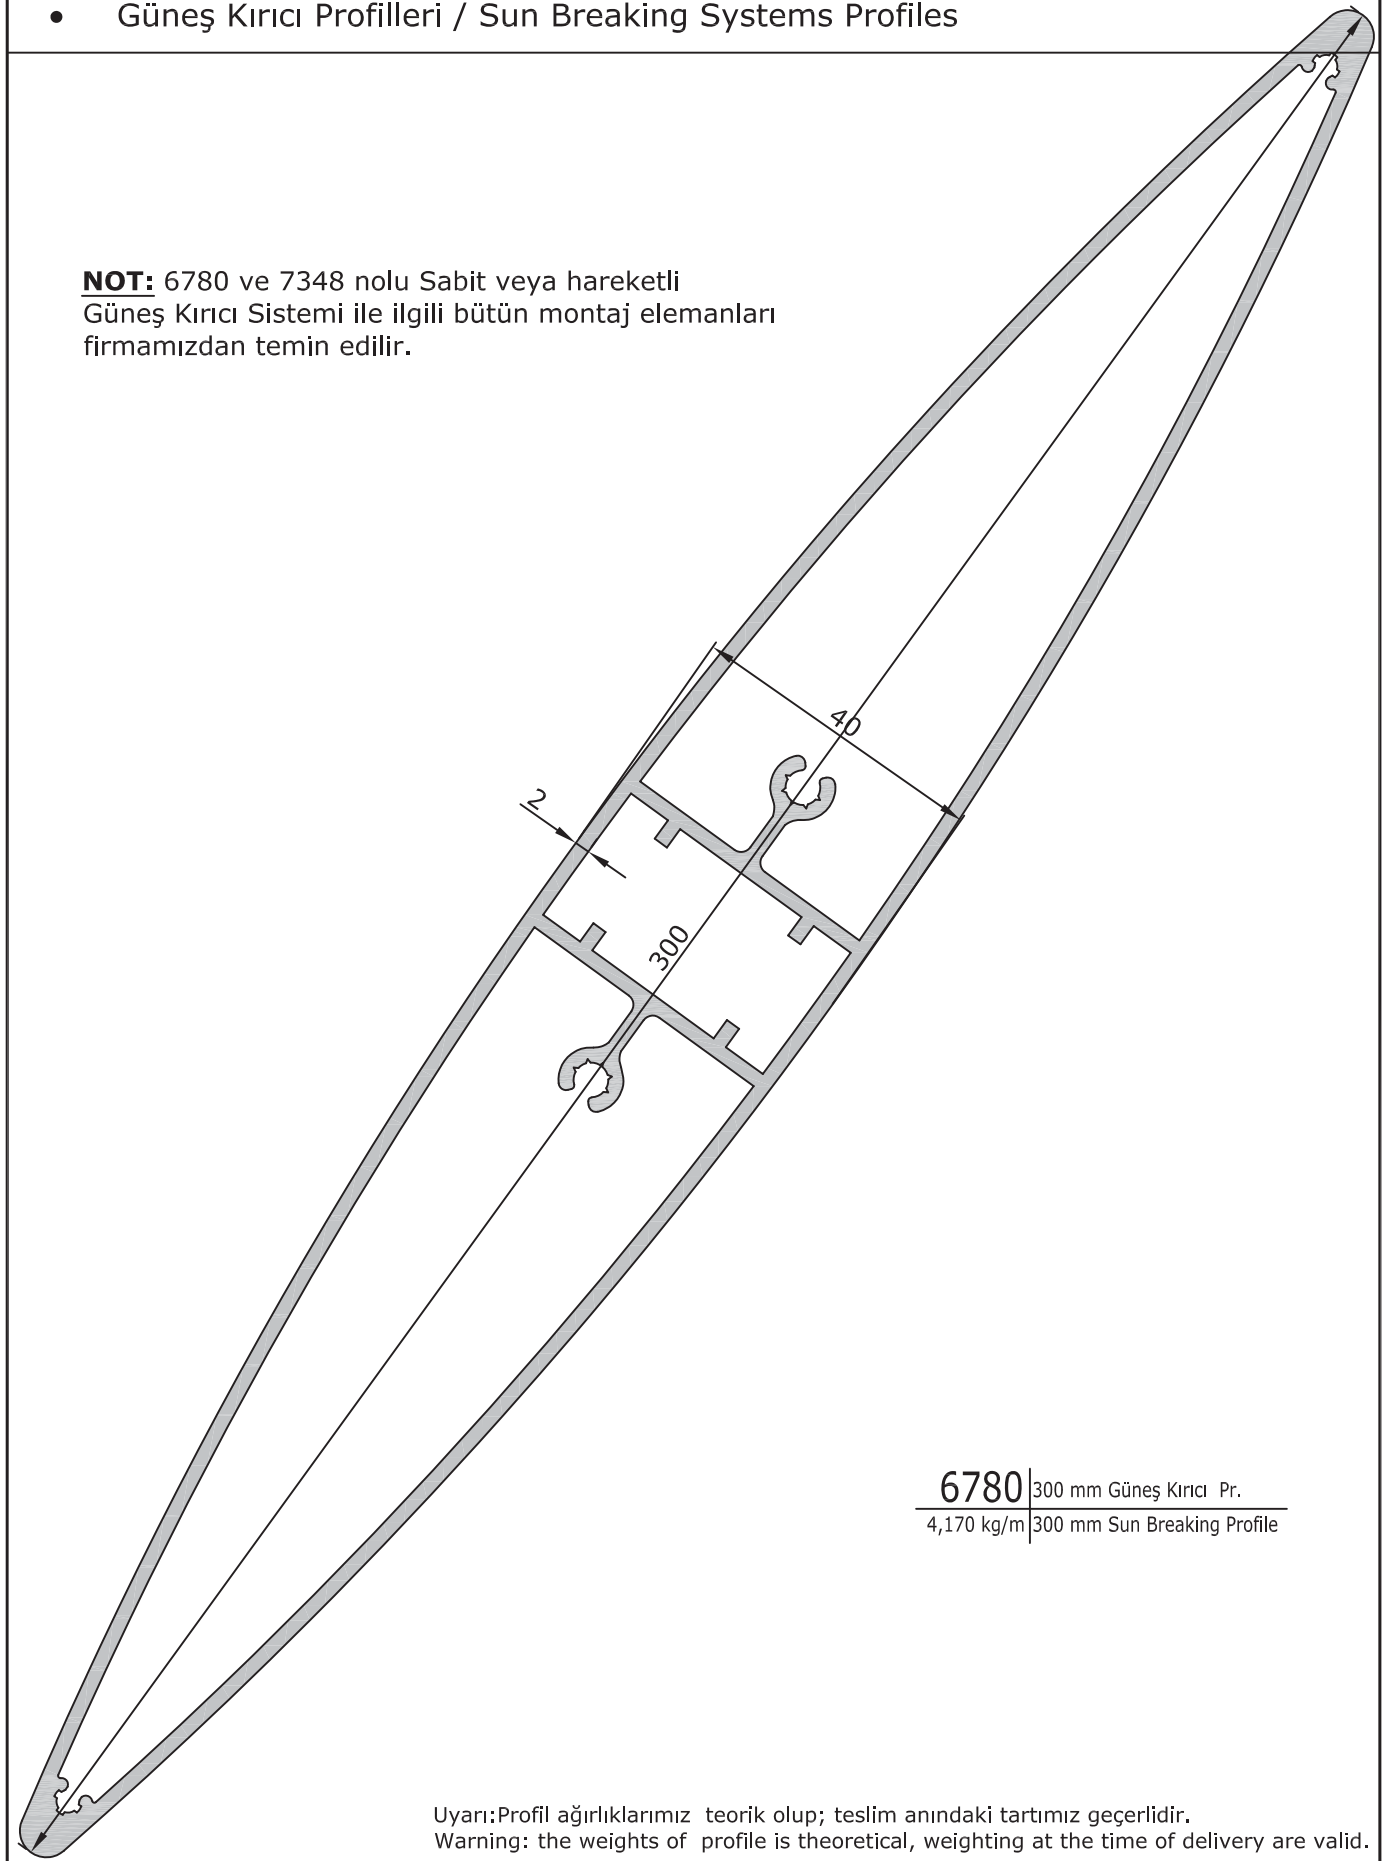 • Güneş Kırıcı Profilleri / Sun Breaking Systems Profiles
NOT: 6780 ve 7348 nolu Sabit veya hareketli
Güneş Kırıcı Sistemi ile ilgili bütün montaj elemanları
firmamızdan temin edilir.
40
2
300
6780 300 mm Güneş Kırıcı Pr.
4,170 kg/m 300 mm Sun Breaking Profile
Uyarı:Profil ağırlıklarımız teorik olup; teslim anındaki tartımız geçerlidir.
Warning: the weights of profile is theoretical, weighting at the time of delivery are valid.